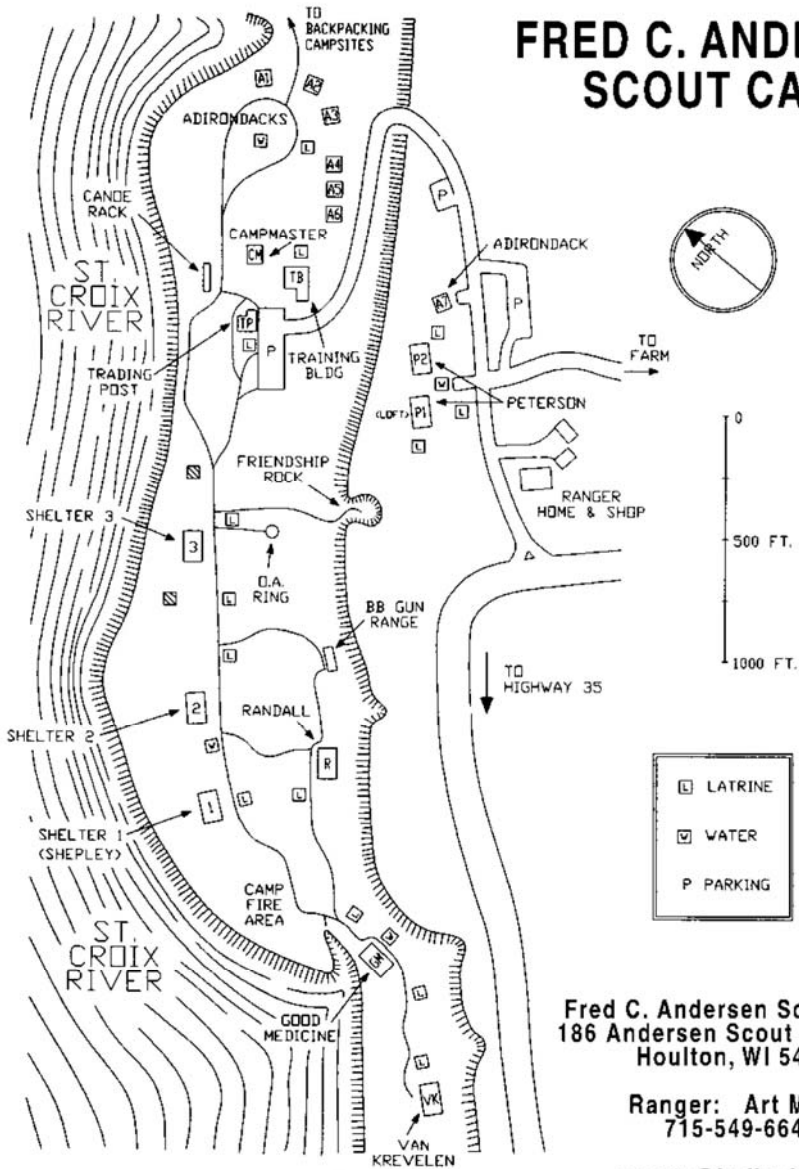 FRED C. ANDE
SCOUT CA
TO
BACKPACKING
CAMPSITES
A1
A2
A3
ADIRONDACKS
W
L
A4
A5
A6
P
CANOE
RACK
CAMPMASTER
CM
L
TB
ADIRONDACK
A7
NORTH
ST.
CROIX
RIVER
TP
L
P
TRADING
POST
TRAINING
BLDG
L
P2
W
P
TO
FARM
(LOFT)
P1
L
PETERSON
L
0
FRIENDSHIP
ROCK
RANGER
HOME & SHOP
SHELTER 3
3
L
O.A.
RING
500 FT.
L
BB GUN
RANGE
L
1000 FT.
TO
HIGHWAY 35
SHELTER 2
2
W
RANDALL
R
SHELTER 1
(SHEPLEY)
1
L
L
L LATRINE
W WATER
P PARKING
CAMP
FIRE
AREA
L
W
GM
ST.
CROIX
RIVER
GOOD
MEDICINE
L
L
VK
VAN
KREVELEN
Fred C. Andersen Sc
186 Andersen Scout
Houlton, WI 54
Ranger: Art M
715-549-664